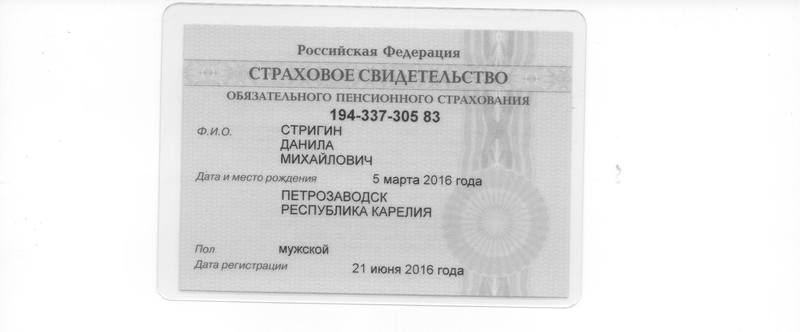 Российская Федерация
СТРАХОВОЕ СВИДЕТЕЛЬСТВО
ОБЯЗАТЕЛЬНОГО ПЕНСИОННОГО СТРАХОВАНИЯ
194-337-305 83
Ф.И.О. СТРИГИН
ДАНИЛА
МИХАЙЛОВИЧ
Дата и место рождения 5 марта 2016 года
ПЕТРОЗАВОДСК
РЕСПУБЛИКА КАРЕЛИЯ
Пол мужской
Дата регистрации 21 июня 2016 года